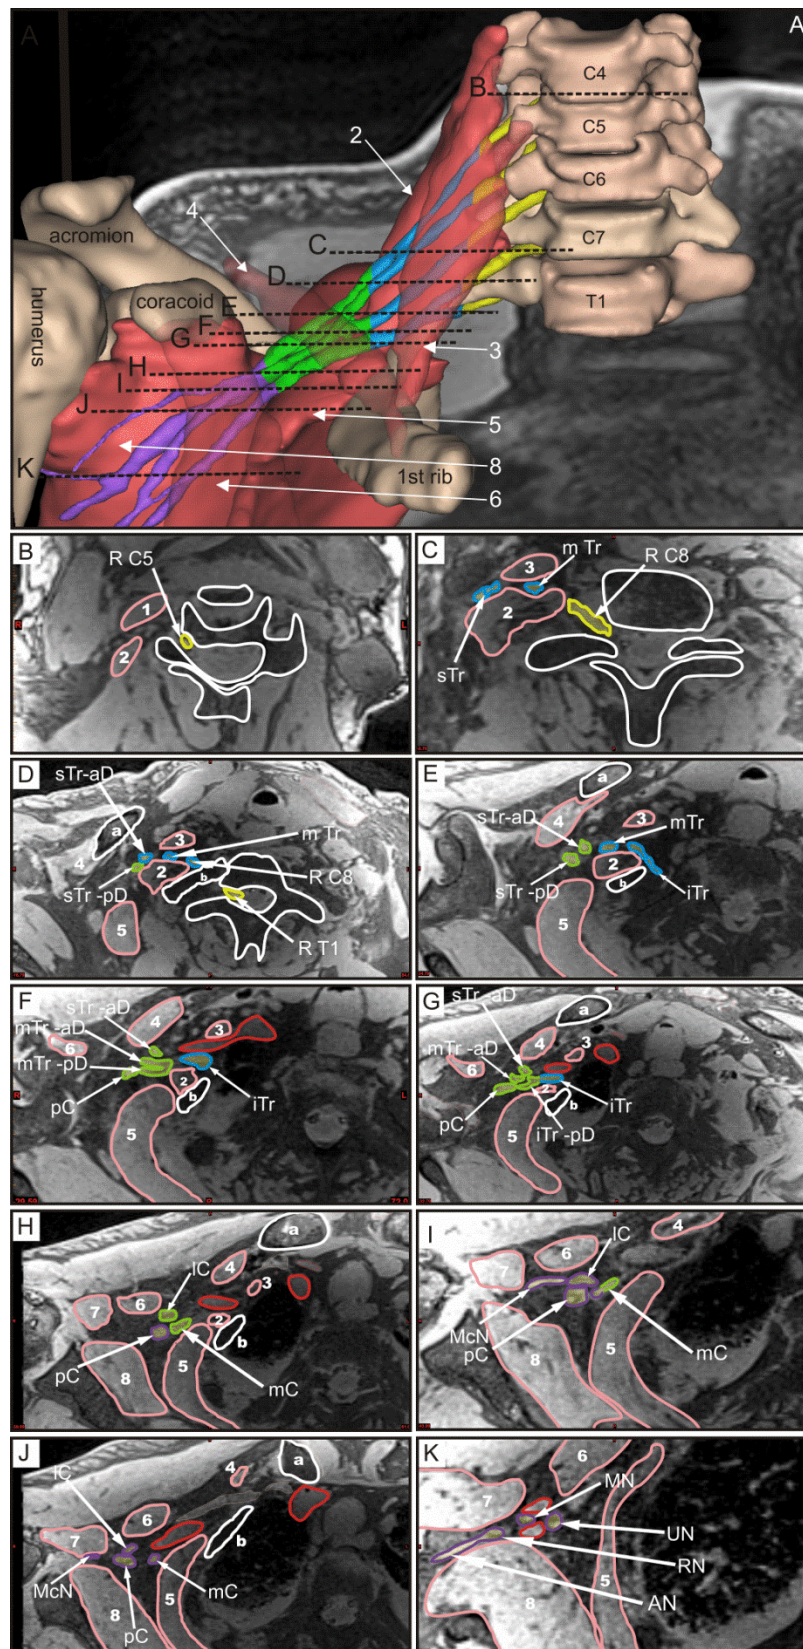 A
A
C4
B
C5
2
C6
4
C7
acromion
C
D
T1
coracoid
E
F
humerus
G
3
H
I
J
5
8
1st rib
K
6
B
R C5
1
2
R
L
C
m Tr
R C8
3
2
sTr
D
sTr-aD
3
a
m Tr
4
R C8
2
b
sTr -pD
5
R T1
E
a
sTr-aD
4
3
mTr
2
sTr -pD
b
iTr
5
F
sTr -aD
4
mTr -aD
3
6
mTr -pD
2
pC
b
iTr
R
L
5
G
sTr -aD
a
4
3
mTr -aD
6
2
iTr
pC
b
5
iTr -pD
H
a
lC
4
3
7
6
2
b
pC
8
5
mC
I
4
lC
6
7
McN
pC
5
mC
8
J
lC
4
a
6
7
b
McN
mC
5
8
pC
K
6
MN
7
UN
RN
5
AN
8